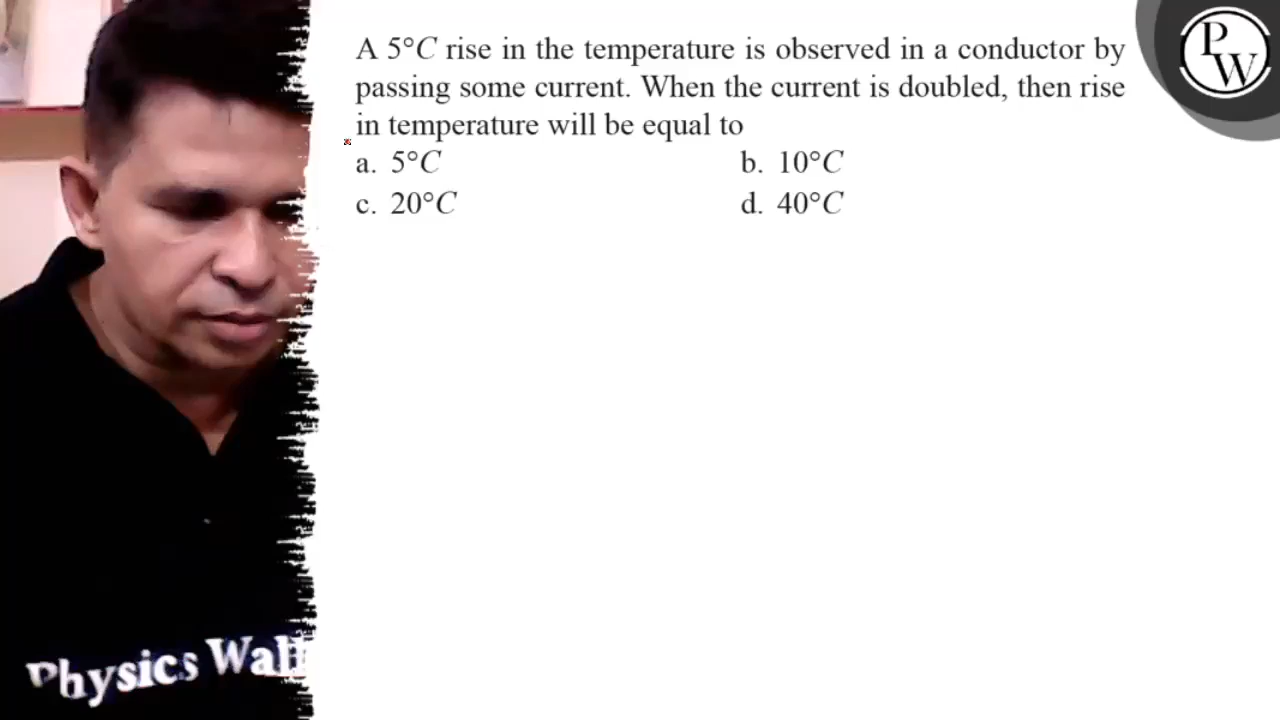 A 5°C rise in the temperature is observed in a conductor by
passing some current. When the current is doubled, then rise
in temperature will be equal to
a. 5°C b. 10°C
c. 20°C d. 40°C
PW
Physics Wall